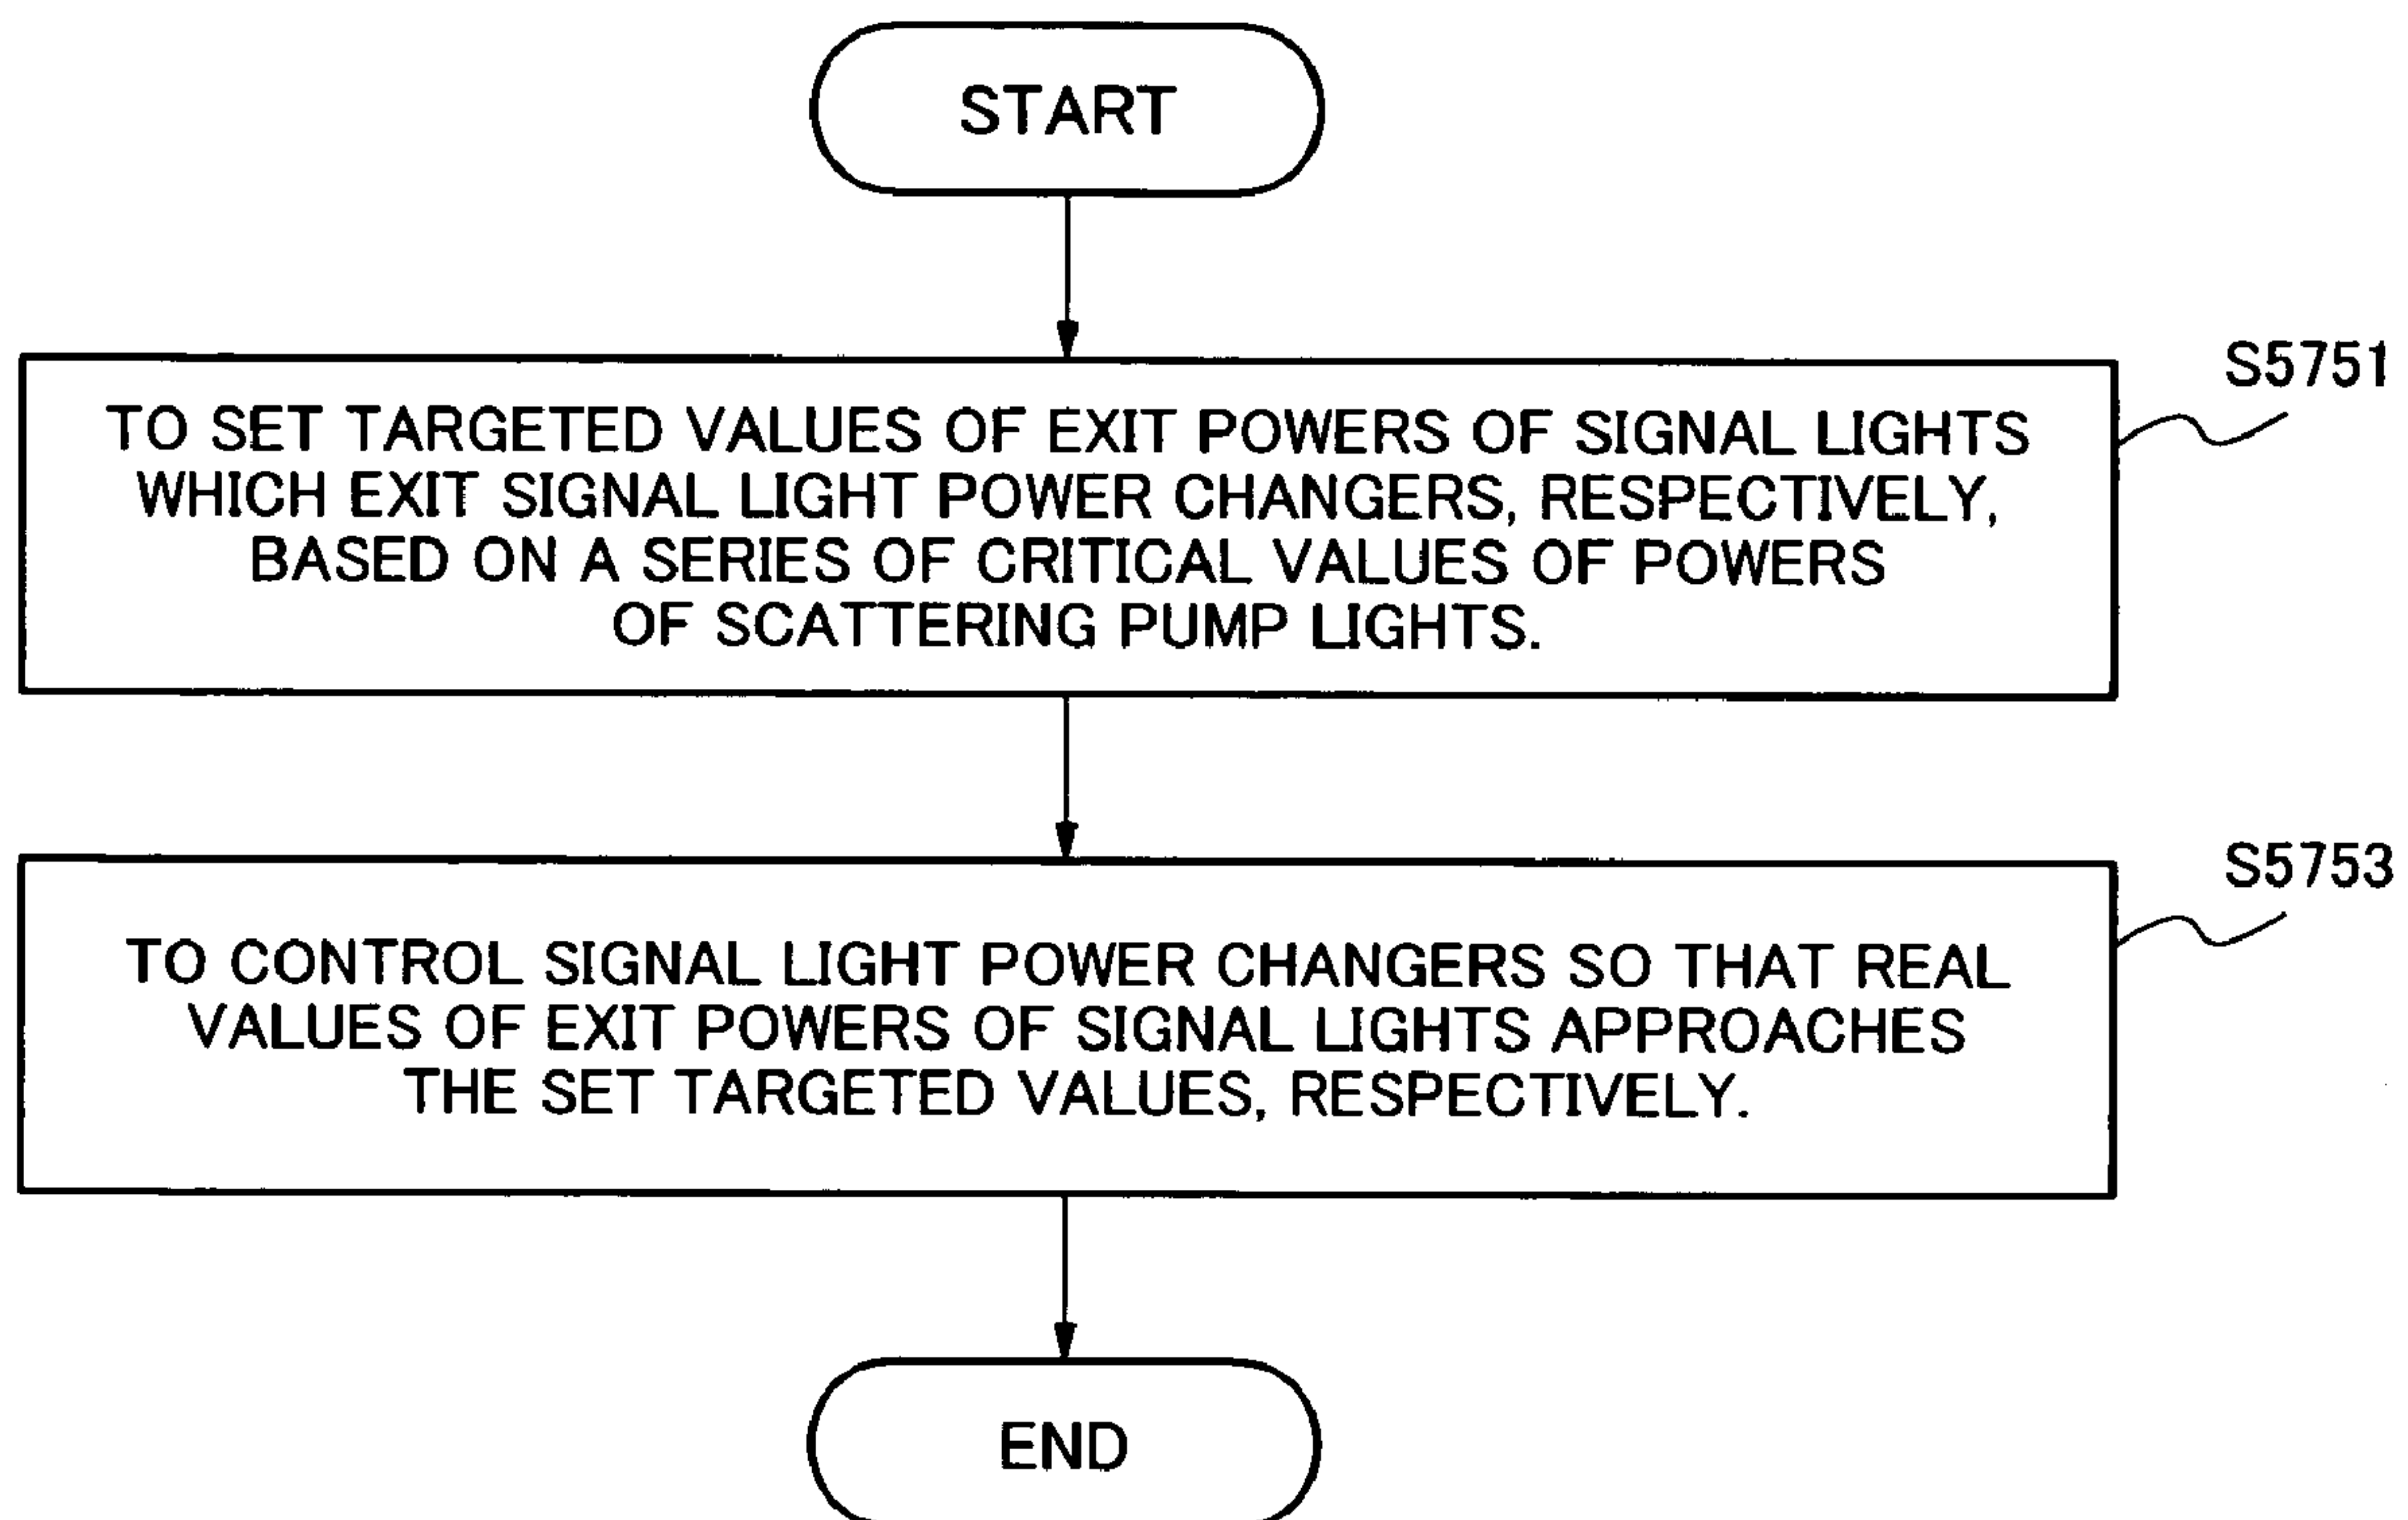 START
S5751
TO SET TARGETED VALUES OF EXIT POWERS OF SIGNAL LIGHTS
WHICH EXIT SIGNAL LIGHT POWER CHANGERS, RESPECTIVELY,
BASED ON A SERIES OF CRITICAL VALUES OF POWERS
OF SCATTERING PUMP LIGHTS.
S5753
TO CONTROL SIGNAL LIGHT POWER CHANGERS SO THAT REAL
VALUES OF EXIT POWERS OF SIGNAL LIGHTS APPROACHES
THE SET TARGETED VALUES, RESPECTIVELY.
END